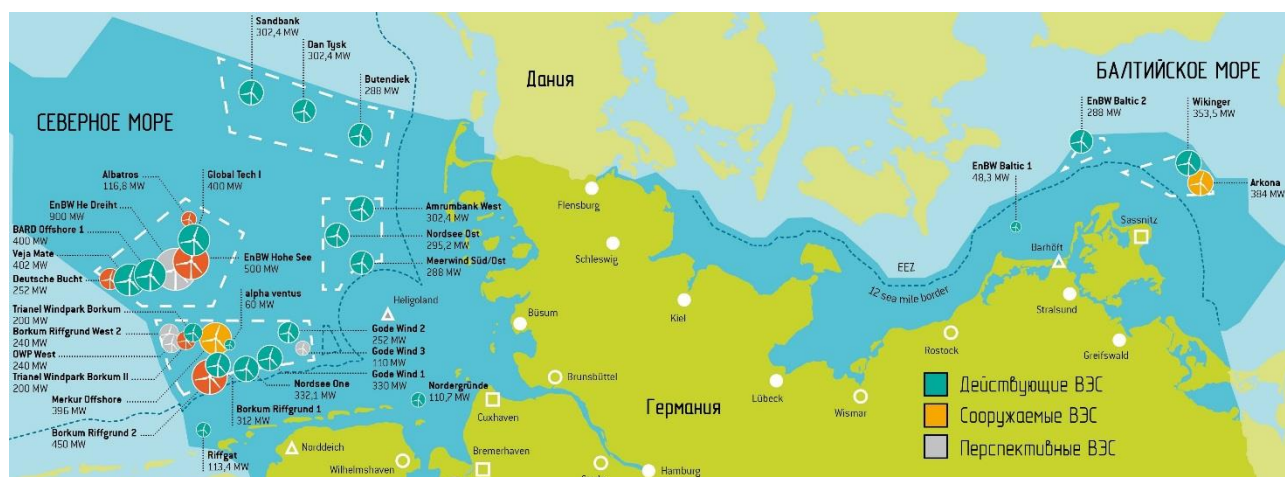 Sandbank
302,4 MW
Dan Tysk
302,4 MW
Butendiek
288 MW
Дания
БАЛТИЙСКОЕ МОРЕ
СЕВЕРНОЕ МОРЕ
EnBW Baltic 2
288 MW
Wikinger
353,5 MW
Albatros
116,8 MW
Global Tech I
400 MW
EnBW Baltic 1
48,3 MW
Arkona
384 MW
EnBW He Dreiht
900 MW
BARD Offshore 1
400 MW
Veja Mate
402 MW
Deutsche Bucht
252 MW
EnBW Hohe See
500 MW
Amrumbank West
302,4 MW
Nordsee Ost
295,2 MW
Meerwind Süd/Ost
288 MW
Flensburg
Schleswig
Sassnitz
Barhöft
EEZ
12 sea mile border
alpha ventus
60 MW
Helgoland
Kiel
Stralsund
Trianel Windpark Borkum
200 MW
Borkum Riffgrund West 2
240 MW
OWP West
240 MW
Trianel Windpark Borkum II
200 MW
Merkur Offshore
396 MW
Borkum Riffgrund 2
450 MW
Gode Wind 2
252 MW
Gode Wind 3
110 MW
Gode Wind 1
330 MW
Nordsee One
332,1 MW
Borkum Riffgrund 1
312 MW
Nordergründe
110,7 MW
Riffgat
113,4 MW
Büsum
Brunsbüttel
Cuxhaven
Bremerhaven
Norddeich
Wilhelmshaven
Hamburg
Германия
Lübeck
Wismar
Rostock
Greifswald
Действующие ВЭС
Сооружаемые ВЭС
Перспективные ВЭС